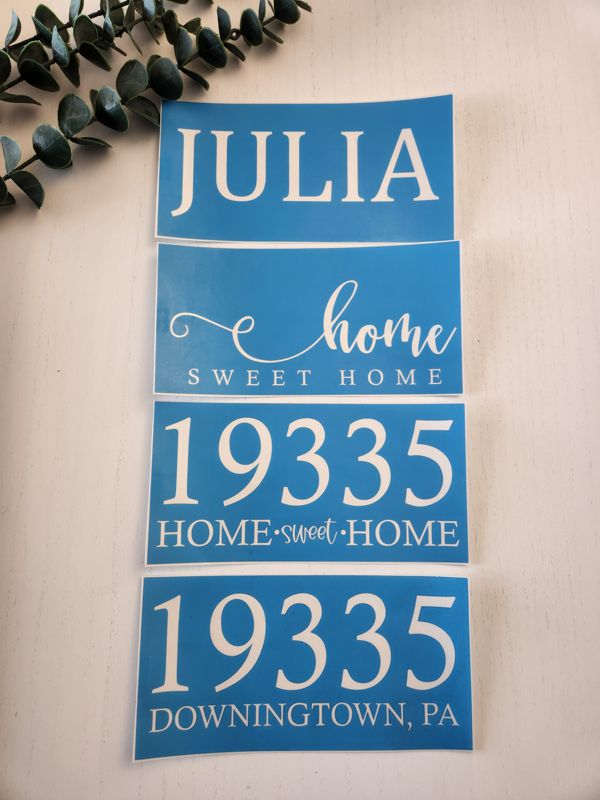 JULIA
home
SWEET HOME
19335
HOME•sweet•HOME
19335
DOWNINGTOWN, PA